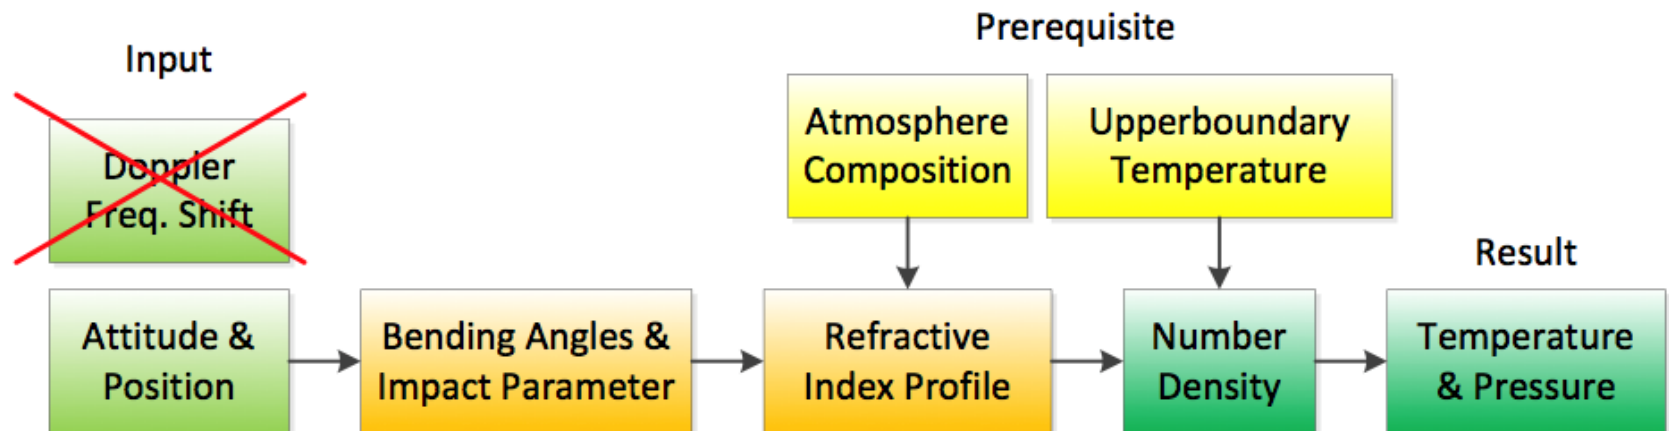 Prerequisite
Input
Atmosphere
Composition
Upperboundary
Temperature
Doppler
Freq. Shift
Result
Attitude &
Position
Bending Angles &
Impact Parameter
Refractive
Index Profile
Number
Density
Temperature
& Pressure